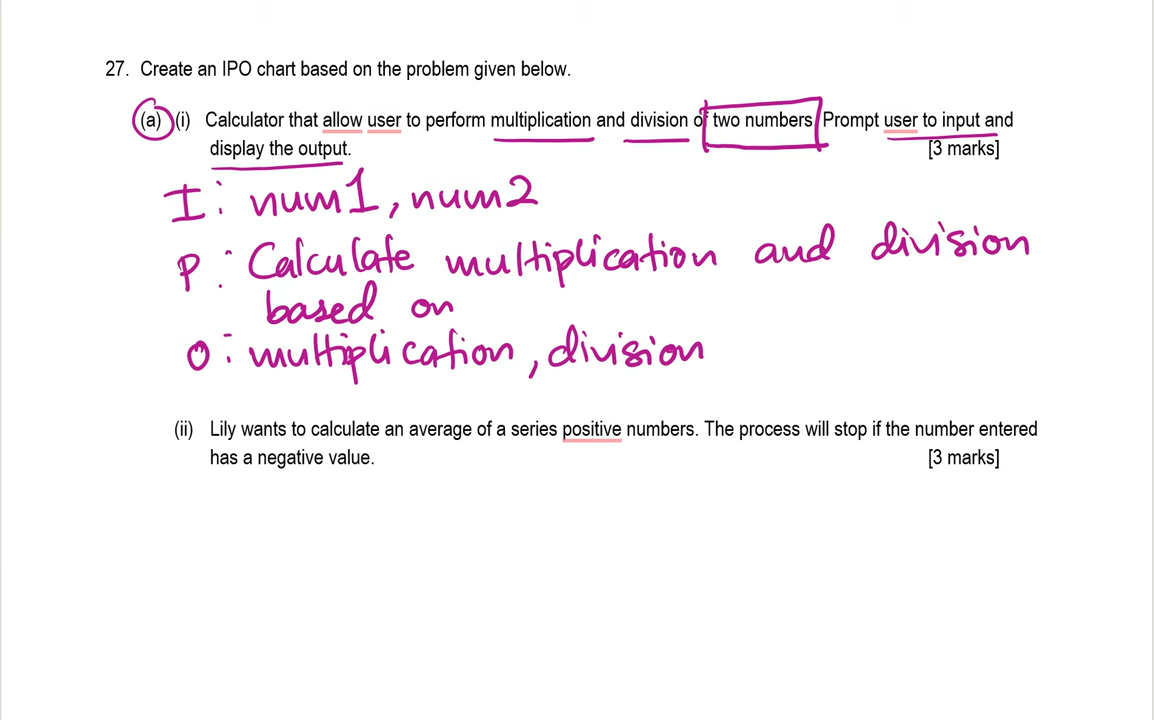 27. Create an IPO chart based on the problem given below.
(a) (i) Calculator that allow user to perform multiplication and division of two numbers Prompt user to input and
display the output. [3 marks]
I: num1, num2
P: Calculate multiplication and division
based on
O: multiplication, division
(ii) Lily wants to calculate an average of a series positive numbers. The process will stop if the number entered
has a negative value. [3 marks]